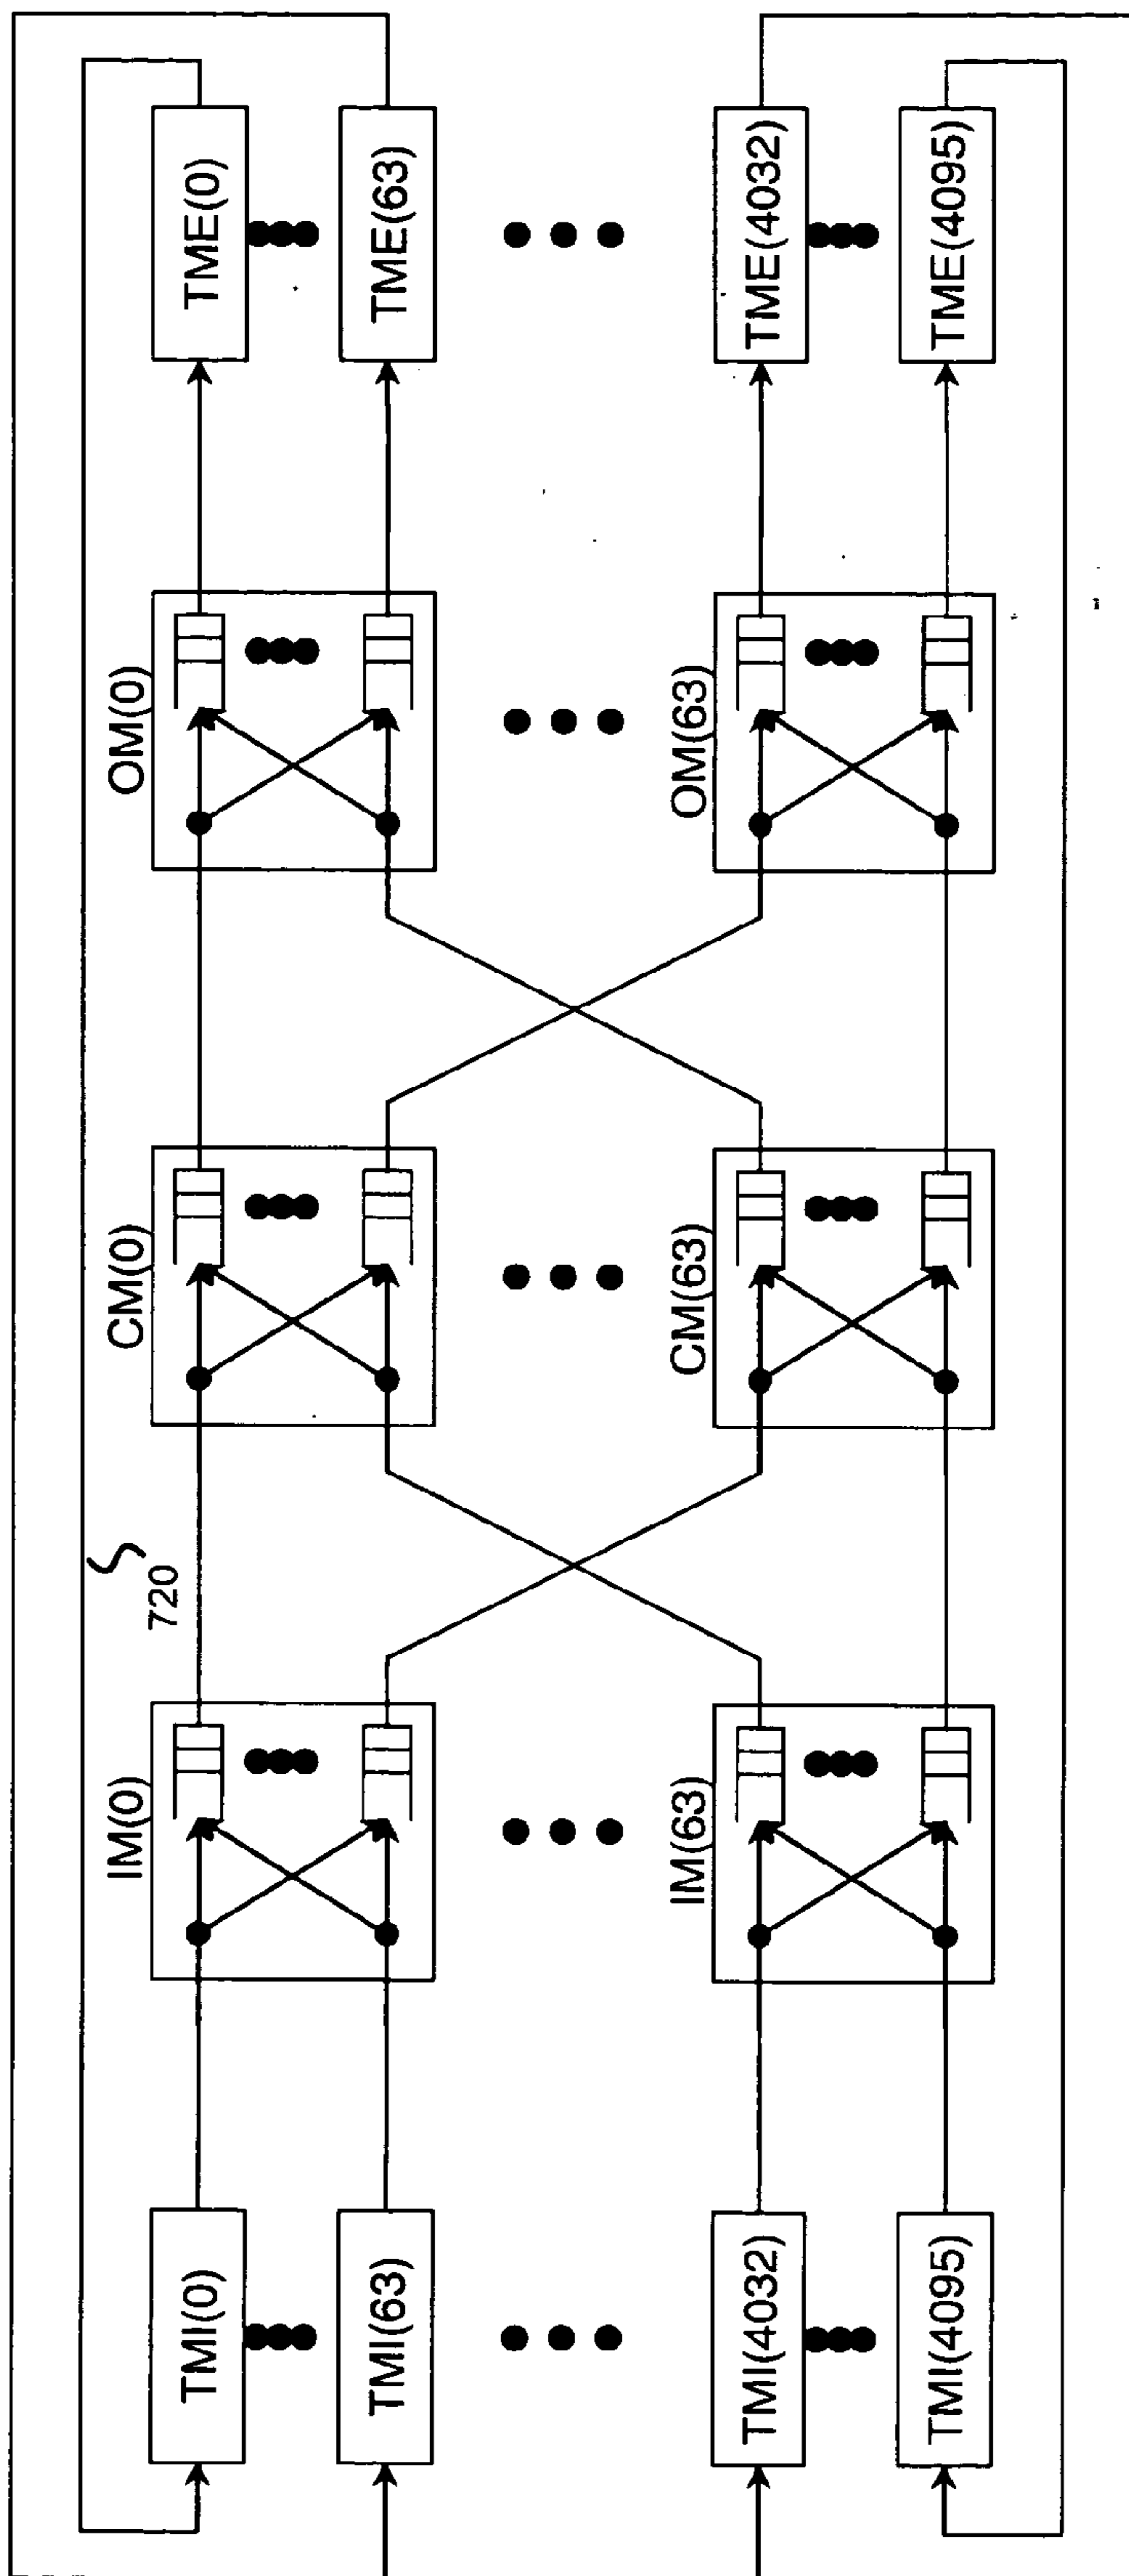 TMI(0)
TMI(63)
TMI(4032)
TMI(4095)
IM(0)
IM(63)
720
CM(0)
CM(63)
OM(0)
OM(63)
TME(0)
TME(63)
TME(4032)
TME(4095)